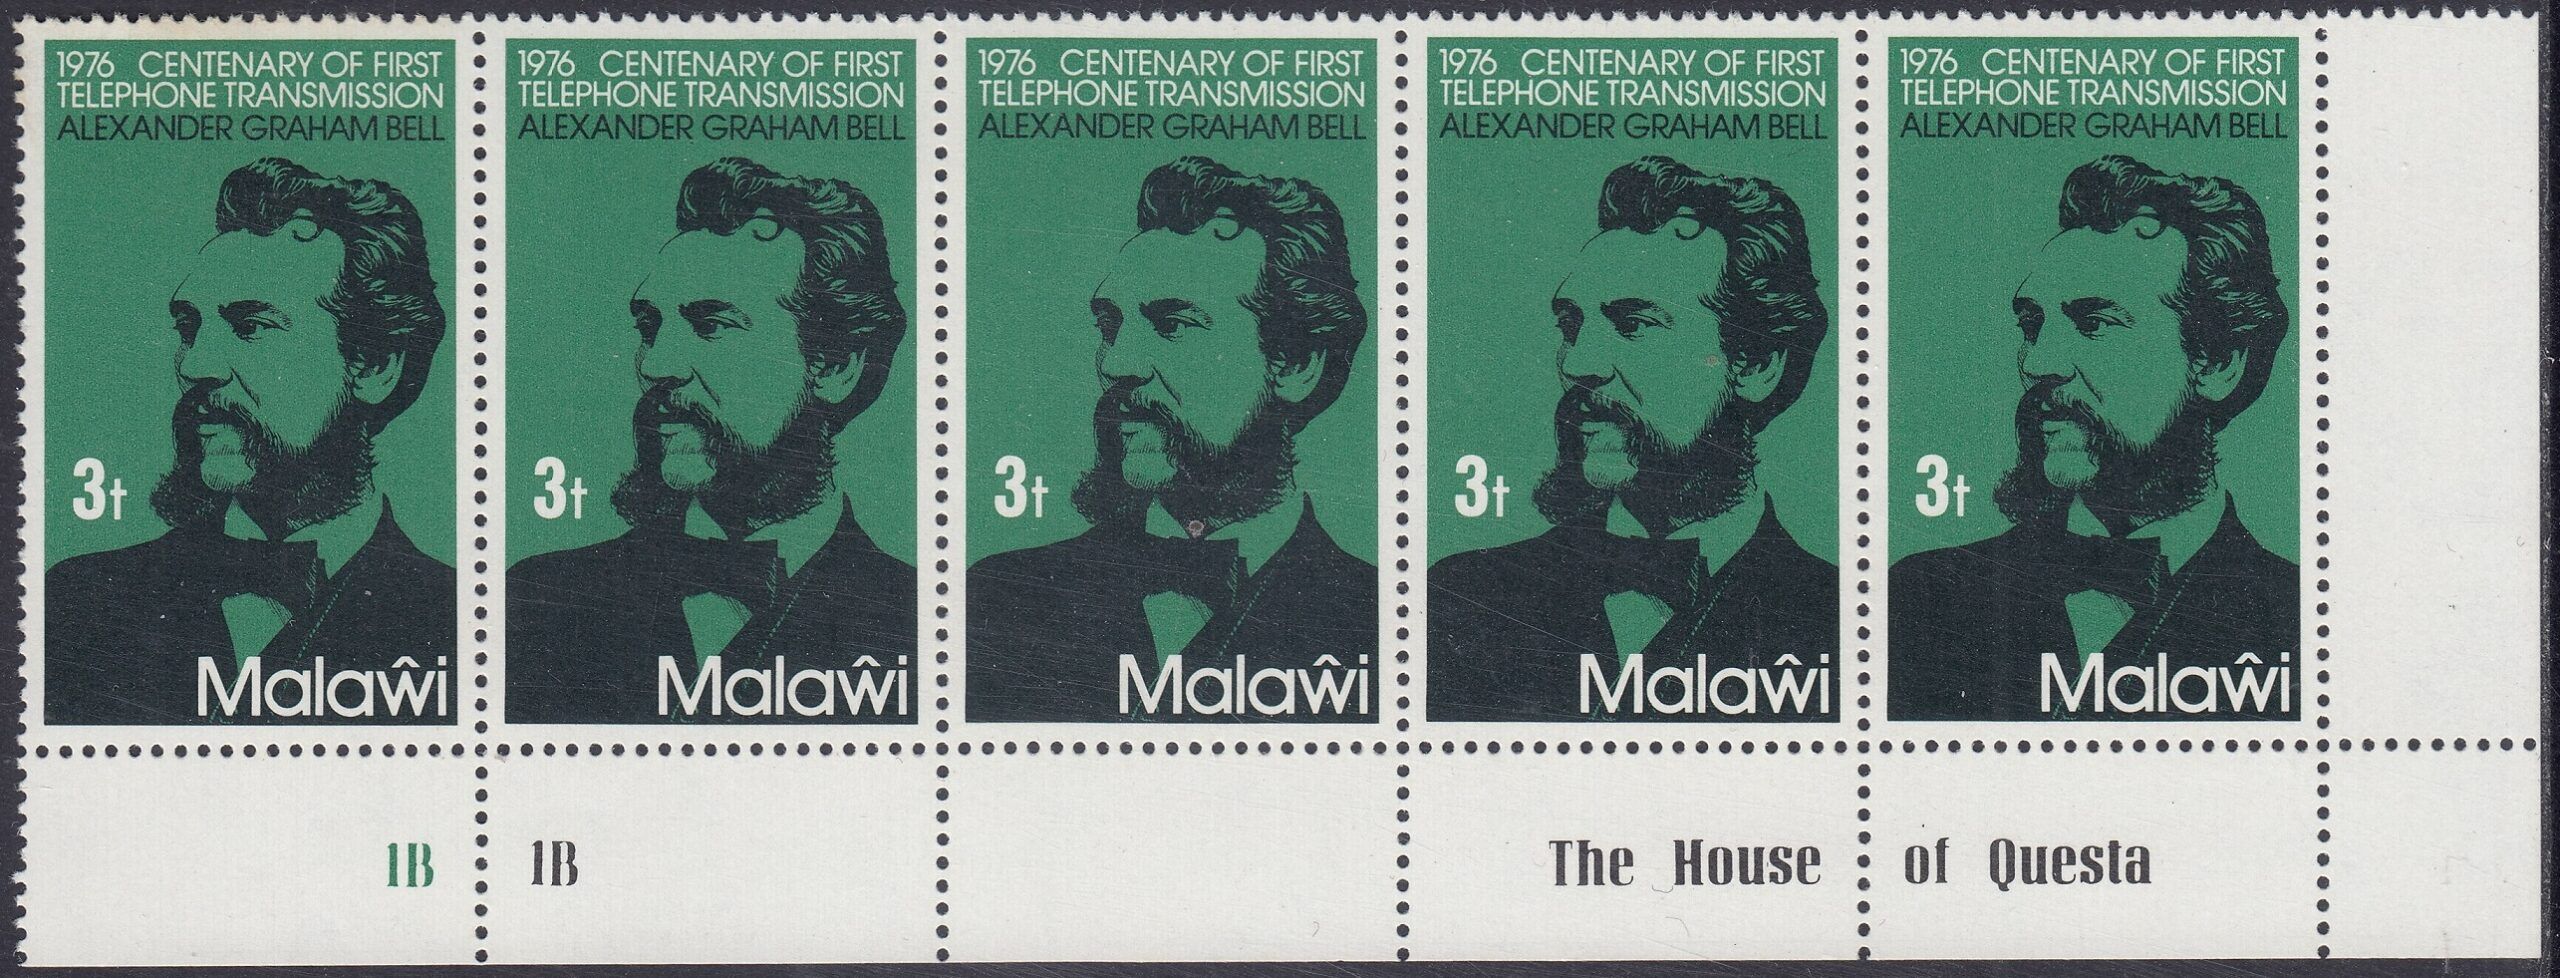 1976 CENTENARY OF FIRST
TELEPHONE TRANSMISSION
ALEXANDER GRAHAM BELL
3t
Malaŵi
1976 CENTENARY OF FIRST
TELEPHONE TRANSMISSION
ALEXANDER GRAHAM BELL
3t
Malaŵi
1976 CENTENARY OF FIRST
TELEPHONE TRANSMISSION
ALEXANDER GRAHAM BELL
3t
Malaŵi
1976 CENTENARY OF FIRST
TELEPHONE TRANSMISSION
ALEXANDER GRAHAM BELL
3t
Malaŵi
1976 CENTENARY OF FIRST
TELEPHONE TRANSMISSION
ALEXANDER GRAHAM BELL
3t
Malaŵi
1B 1B The House of Questa